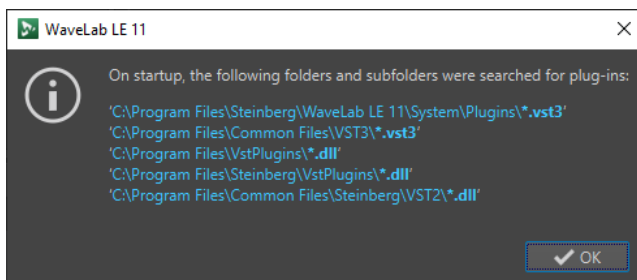 WaveLab LE 11
On startup, the following folders and subfolders were searched for plug-ins:
'C:\Program Files\Steinberg\WaveLab LE 11\System\Plugins\*.vst3'
'C:\Program Files\Common Files\VST3\*.vst3'
'C:\Program Files\VstPlugins\*.dll'
'C:\Program Files\Steinberg\VstPlugins\*.dll'
'C:\Program Files\Common Files\Steinberg\VST2\*.dll'
OK